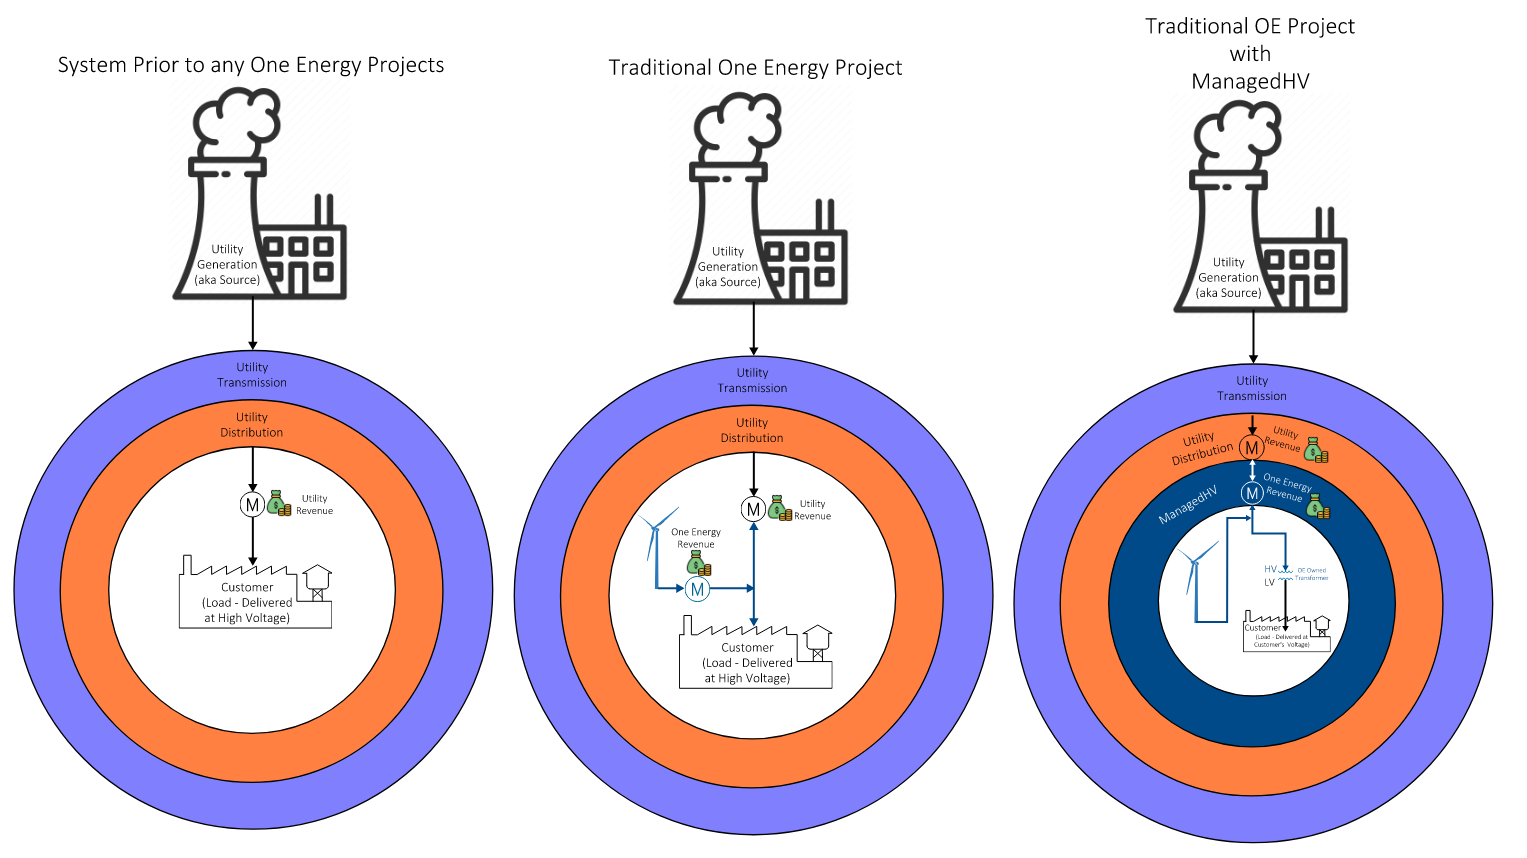 System Prior to any One Energy Projects
Utility
Generation
(aka Source)
Utility
Transmission
Utility
Distribution
M
$
Utility
Revenue
Customer
(Load - Delivered
at High Voltage)
Traditional One Energy Project
Utility
Generation
(aka Source)
Utility
Transmission
Utility
Distribution
M
$
Utility
Revenue
One Energy
Revenue
$
M
Customer
(Load - Delivered
at High Voltage)
Traditional OE Project
with
ManagedHV
Utility
Generation
(aka Source)
Utility
Transmission
Utility
Distribution
M
Utility
Revenue
$
ManagedHV
M
One Energy
Revenue
$
HV
LV
OE Owned
Transformer
Customer
(Load - Delivered at
Customer's Voltage)